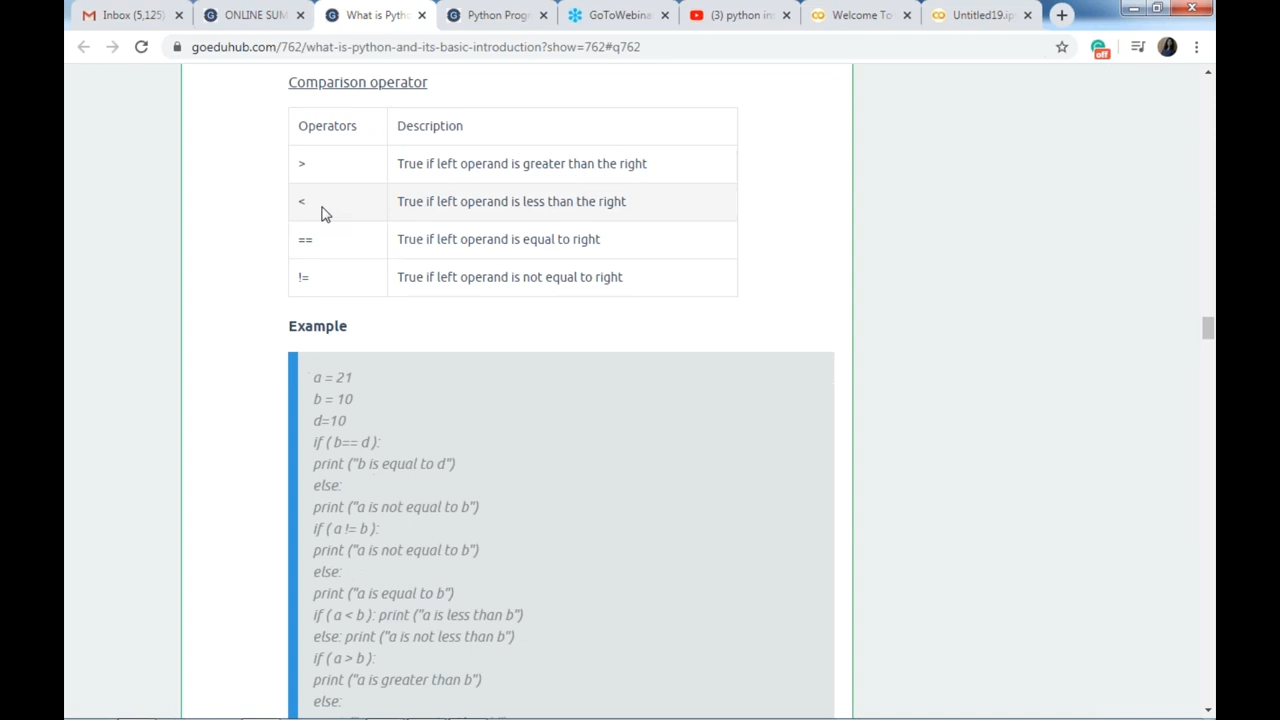 Inbox (5,125)
ONLINE SUM
What is Pyth
Python Prog
GoToWebina
(3) python in
Welcome To
Untitled19.ip
goeduhub.com/762/what-is-python-and-its-basic-introduction?show=762#q762
off
Comparison operator
Operators Description
> True if left operand is greater than the right
< True if left operand is less than the right
== True if left operand is equal to right
!= True if left operand is not equal to right
Example
a = 21
b = 10
d=10
if ( b== d ):
print ("b is equal to d")
else:
print ("a is not equal to b")
if ( a != b ):
print ("a is not equal to b")
else:
print ("a is equal to b")
if ( a < b ): print ("a is less than b")
else: print ("a is not less than b")
if ( a > b ):
print ("a is greater than b")
else: